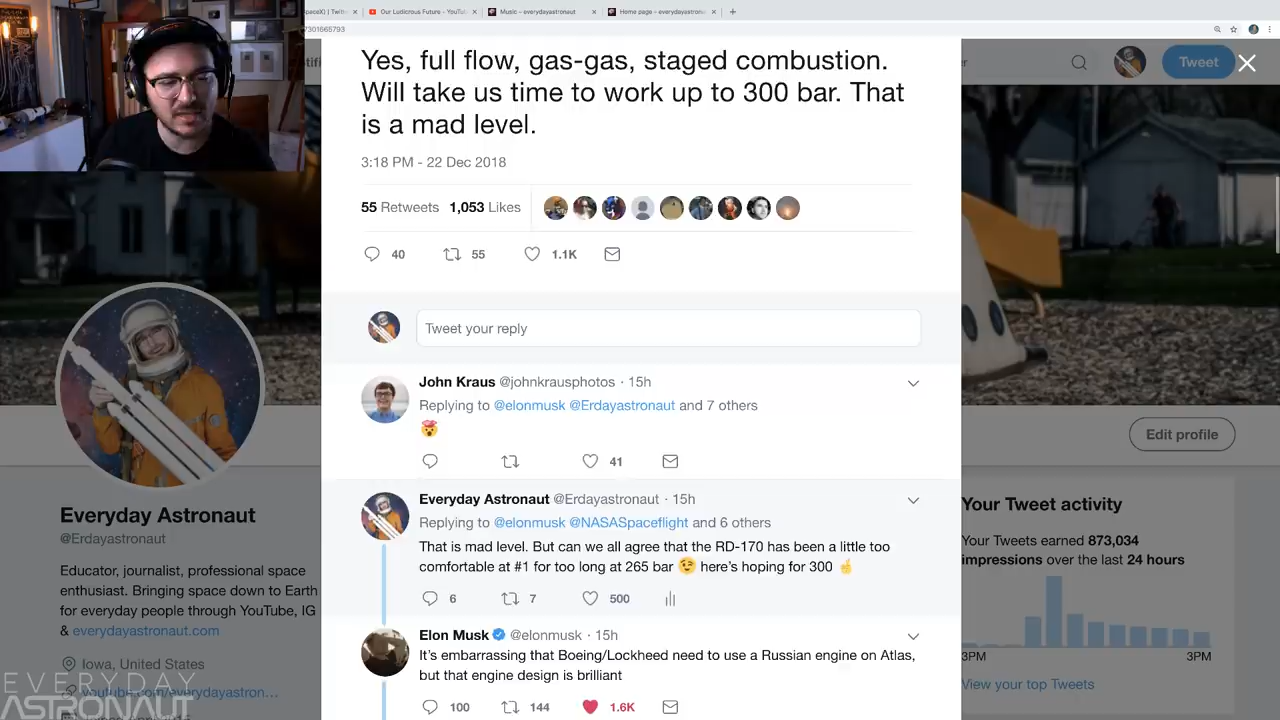 Our Ludicrous Future - YouTu
Music – everydayastronaut
Home page – everydayastron
301665793
Tweet
Yes, full flow, gas-gas, staged combustion.
Will take us time to work up to 300 bar. That
is a mad level.
3:18 PM - 22 Dec 2018
55 Retweets 1,053 Likes
40 55 1.1K
Tweet your reply
John Kraus @johnkrausphotos · 15h
Replying to @elonmusk @Erdayastronaut and 7 others
🤯
41
Everyday Astronaut @Erdayastronaut · 15h
Replying to @elonmusk @NASASpaceflight and 6 others
That is mad level. But can we all agree that the RD-170 has been a little too
comfortable at #1 for too long at 265 bar 😉 here's hoping for 300 ☝
6 7 500
Elon Musk @elonmusk · 15h
It's embarrassing that Boeing/Lockheed need to use a Russian engine on Atlas,
but that engine design is brilliant
100 144 1.6K
Everyday Astronaut
@Erdayastronaut
Educator, journalist, professional space
enthusiast. Bringing space down to Earth
for everyday people through YouTube, IG
& everydayastronaut.com
Iowa, United States
youtube.com/everydayastron...
EVERYDAY
ASTRONAUT
Edit profile
Your Tweet activity
Your Tweets earned 873,034
impressions over the last 24 hours
3PM 3PM
View your top Tweets